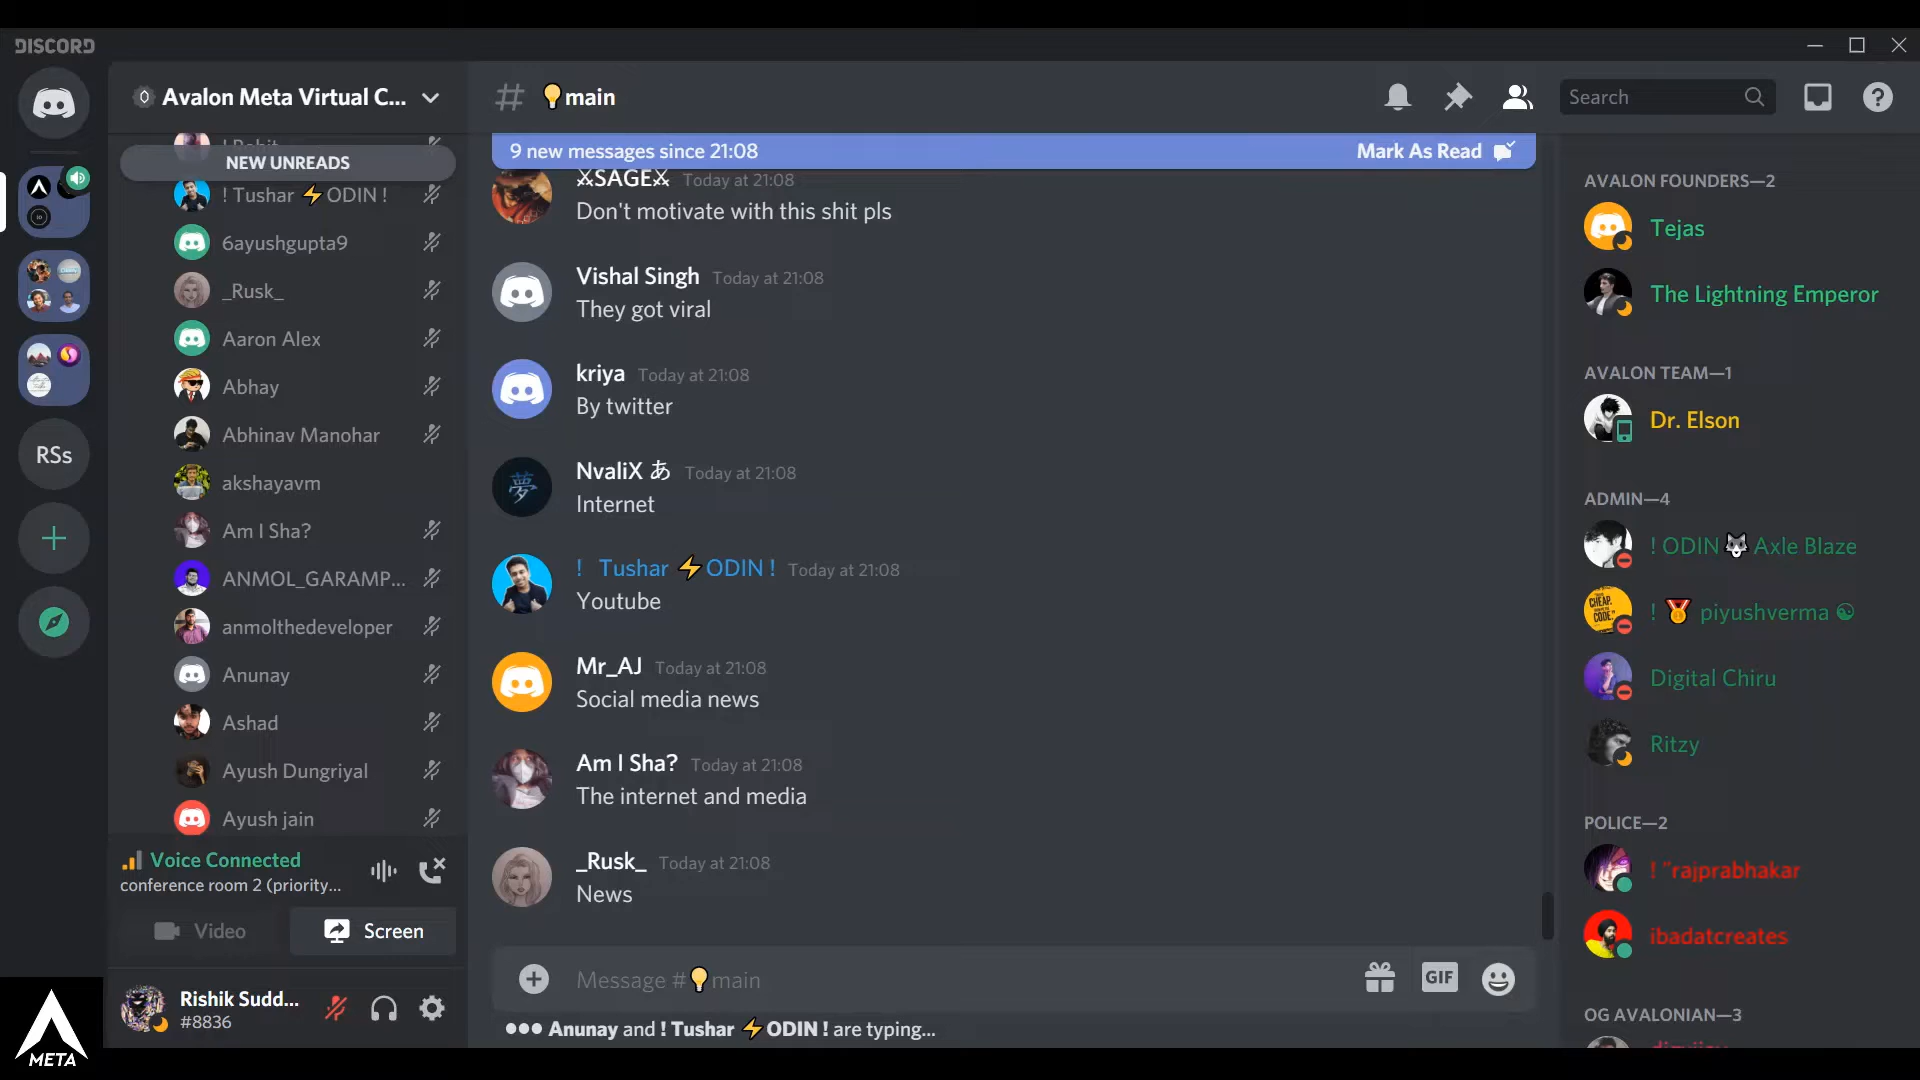 DISCORD
Avalon Meta Virtual C...
NEW UNREADS
! Tushar ⚡ODIN !
6ayushgupta9
_Rusk_
Aaron Alex
Abhay
Abhinav Manohar
akshayavm
Am I Sha?
ANMOL_GARAMP...
anmolthedeveloper
Anunay
Ashad
Ayush Dungriyal
Ayush jain
RSs
Voice Connected
conference room 2 (priority...
Video
Screen
Rishik Sudd...
#8836
META
# 💡main
Search
9 new messages since 21:08
Mark As Read
⚔SAGE⚔ Today at 21:08
Don't motivate with this shit pls
Vishal Singh Today at 21:08
They got viral
kriya Today at 21:08
By twitter
NvaliX あ Today at 21:08
夢
Internet
! Tushar ⚡ODIN ! Today at 21:08
Youtube
Mr_AJ Today at 21:08
Social media news
Am I Sha? Today at 21:08
The internet and media
_Rusk_ Today at 21:08
News
Message #💡main
GIF
Anunay and ! Tushar ⚡ODIN ! are typing...
AVALON FOUNDERS—2
Tejas
The Lightning Emperor
AVALON TEAM—1
Dr. Elson
ADMIN—4
! ODIN🐺Axle Blaze
! 🏅 piyushverma ☯
Digital Chiru
Ritzy
POLICE—2
! ”rajprabhakar
ibadatcreates
OG AVALONIAN—3